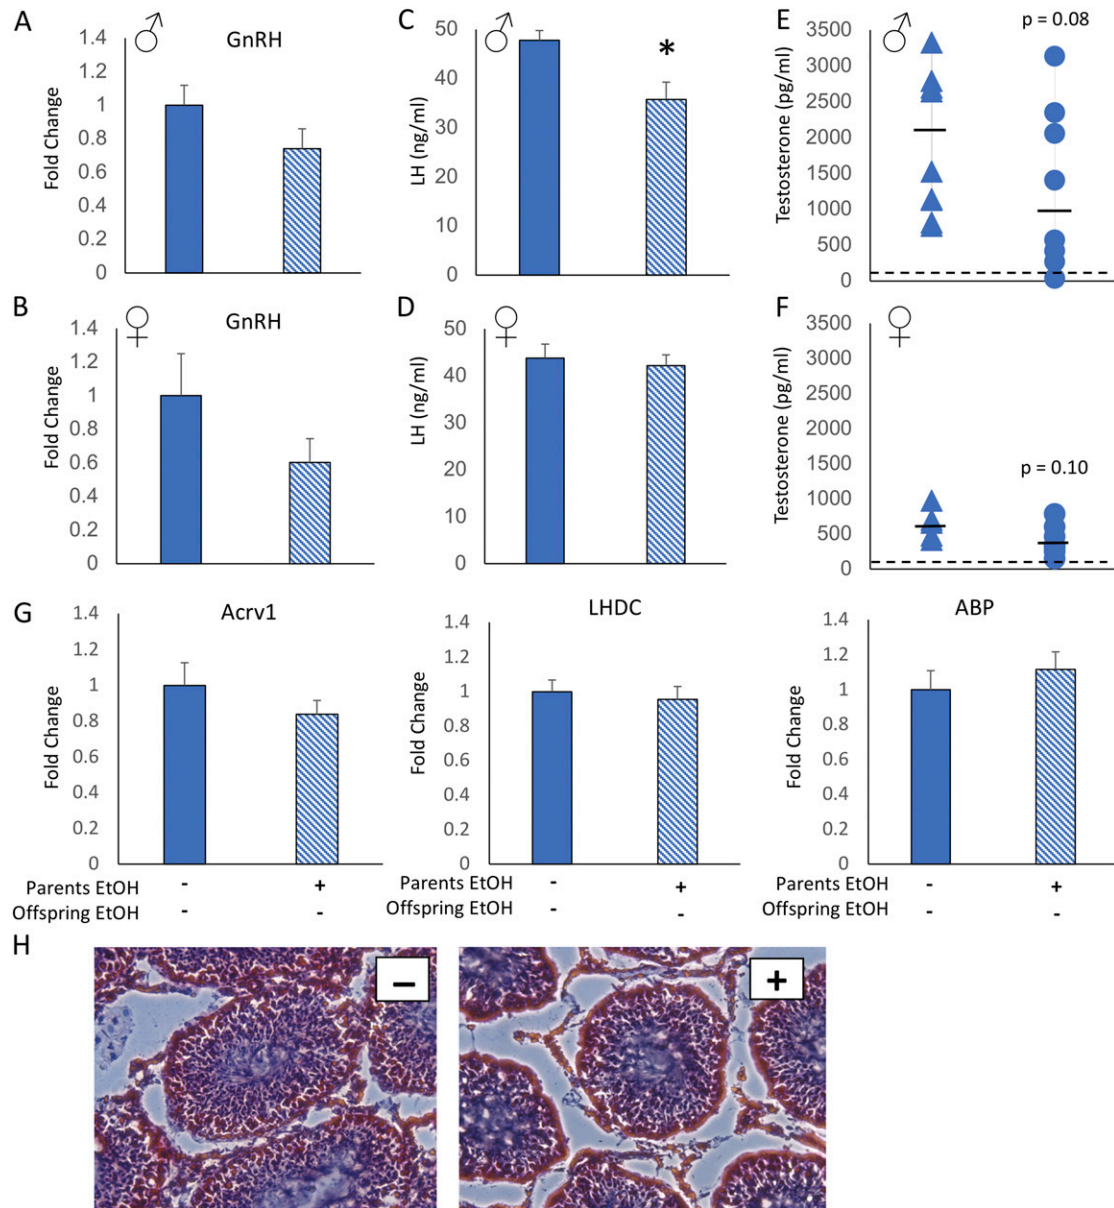 A
♂
GnRH
Fold Change
1.4
1.2
1
0.8
0.6
0.4
0.2
0
C
♂
LH (ng/ml)
50
40
30
20
10
0
*
E
♂
p = 0.08
Testosterone (pg/ml)
3500
3000
2500
2000
1500
1000
500
0
B
♀
GnRH
Fold Change
1.4
1.2
1
0.8
0.6
0.4
0.2
0
D
♀
LH (ng/ml)
50
40
30
20
10
0
F
♀
p = 0.10
Testosterone (pg/ml)
3500
3000
2500
2000
1500
1000
500
0
G
Acrv1
Fold Change
1.4
1.2
1
0.8
0.6
0.4
0.2
0
Parents EtOH - +
Offspring EtOH - -
LHDC
Fold Change
1.4
1.2
1
0.8
0.6
0.4
0.2
0
Parents EtOH - +
Offspring EtOH - -
ABP
Fold Change
1.4
1.2
1
0.8
0.6
0.4
0.2
0
Parents EtOH - +
Offspring EtOH - -
H
–
+